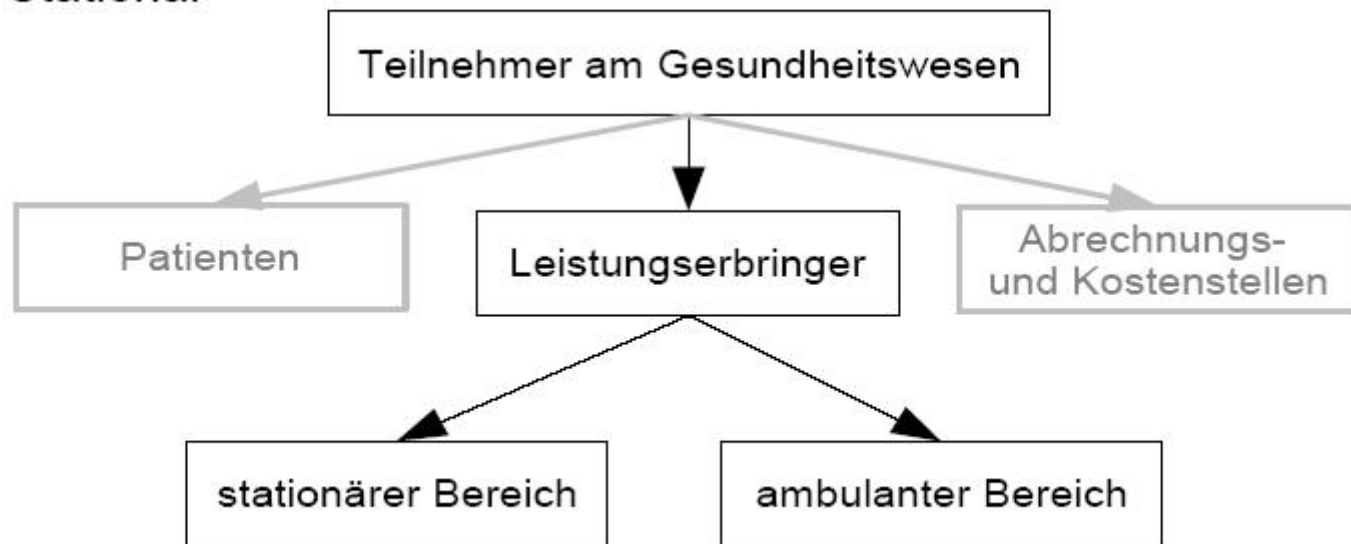 Teilnehmer am Gesundheitswesen
Patienten
Leistungserbringer
Abrechnungs-
und Kostenstellen
stationärer Bereich
ambulanter Bereich